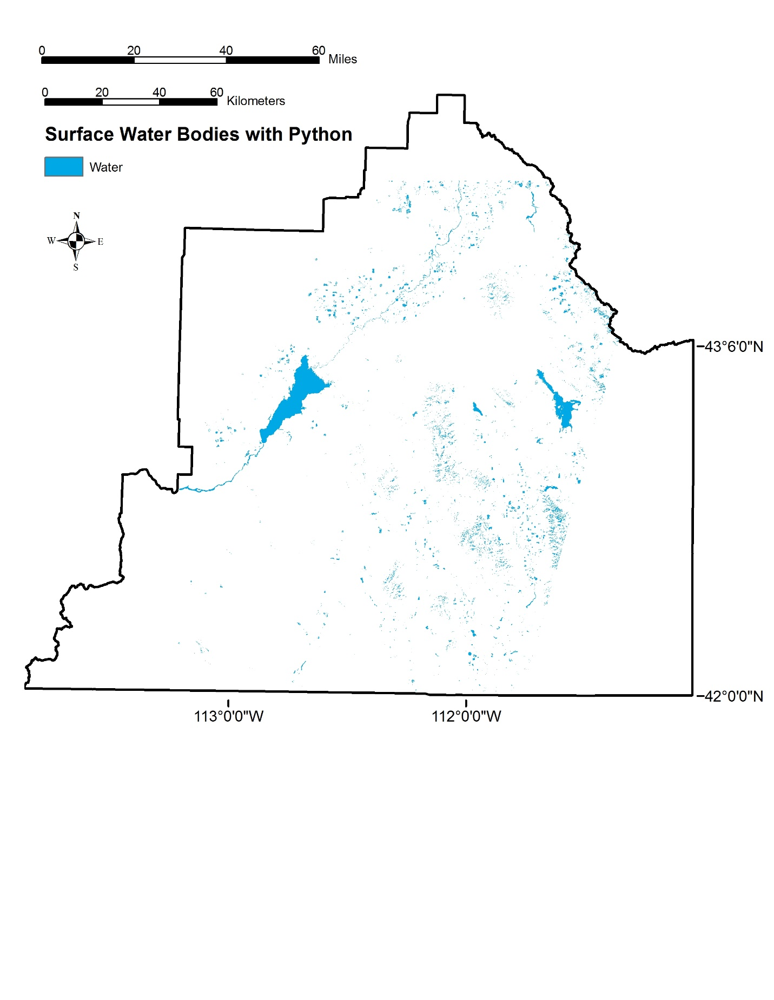 0 20 40 60
Miles
0 20 40 60
Kilometers
Surface Water Bodies with Python
Water
N
W E
S
43°6'0"N
42°0'0"N
113°0'0"W 112°0'0"W